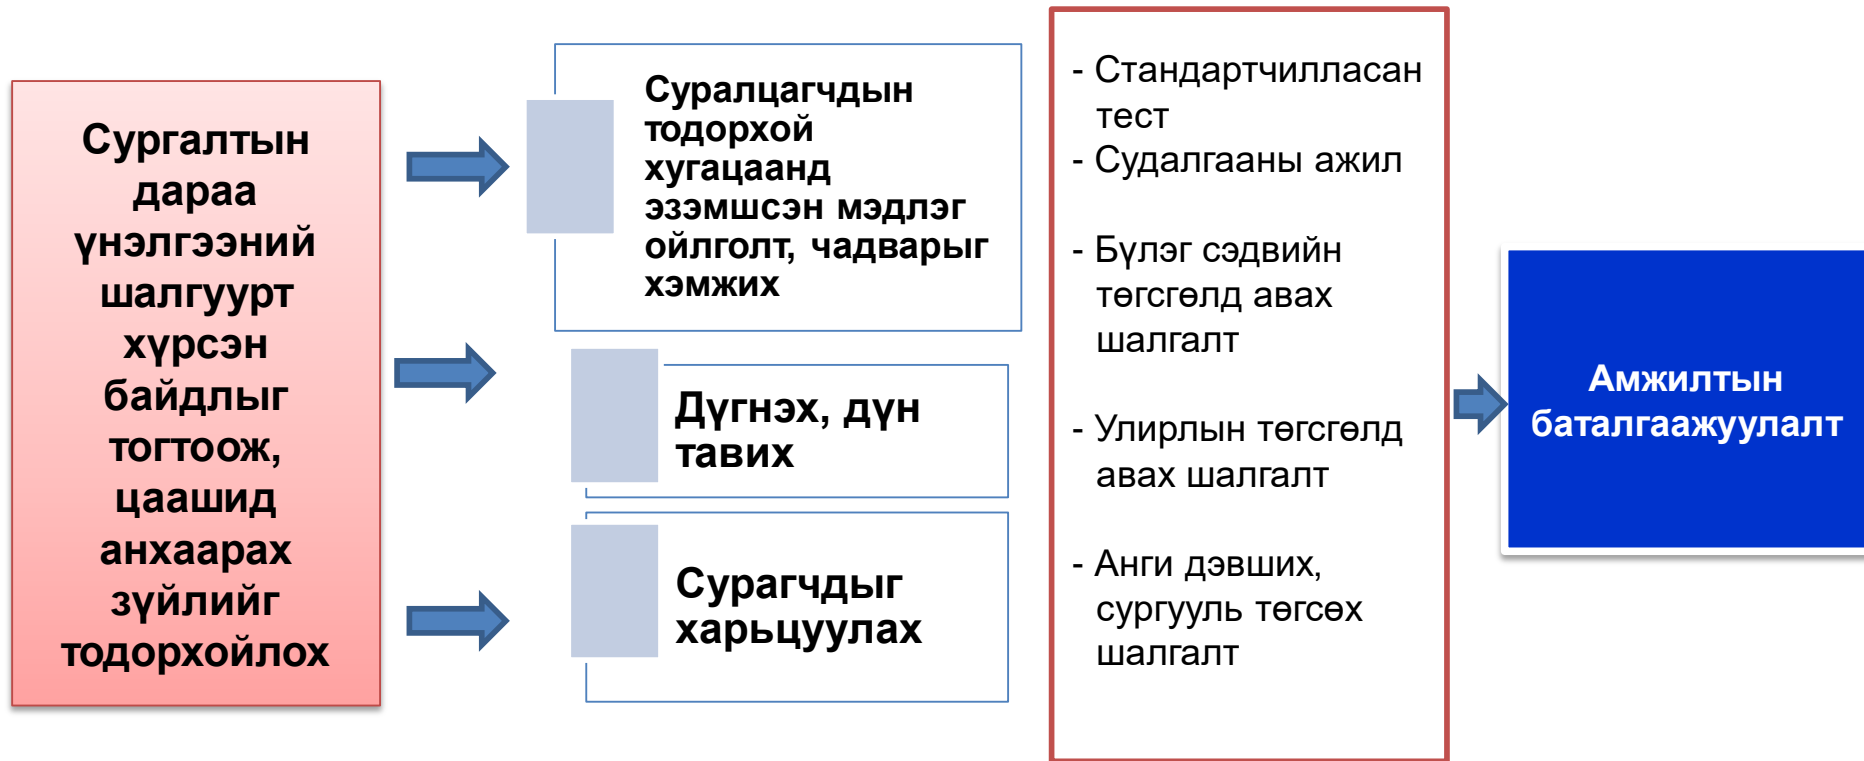 Сургалтын
дараа
үнэлгээний
шалгуурт
хүрсэн
байдлыг
тогтоож,
цаашид
анхаарах
зүйлийг
тодорхойлох
Суралцагчдын
тодорхой
хугацаанд
эзэмшсэн мэдлэг
ойлголт, чадварыг
хэмжих
Дүгнэх, дүн
тавих
Сурагчдыг
харьцуулах
- Стандартчилласан
тест
- Судалгааны ажил
- Бүлэг сэдвийн
төгсгөлд авах
шалгалт
- Улирлын төгсгөлд
авах шалгалт
- Анги дэвших,
сургууль төгсөх
шалгалт
Амжилтын
баталгаажуулалт